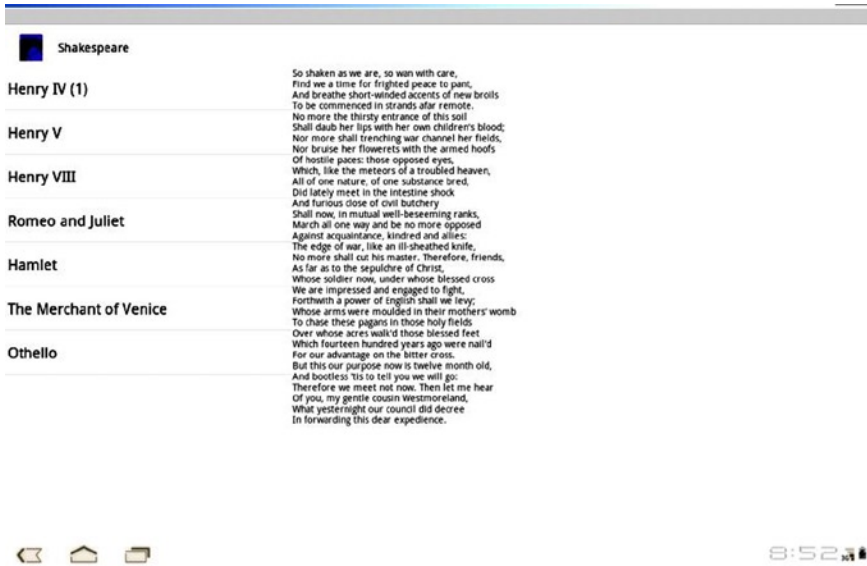 Shakespeare
Henry IV (1)
Henry V
Henry VIII
Romeo and Juliet
Hamlet
The Merchant of Venice
Othello
So shaken as we are, so wan with care,
Find we a time for frighted peace to pant,
And breathe short-winded accents of new broils
To be commenced in strands afar remote.
No more the thirsty entrance of this soil
Shall daub her lips with her own children's blood;
Nor more shall trenching war channel her fields,
Nor bruise her flowerets with the armed hoofs
Of hostile paces: those opposed eyes,
Which, like the meteors of a troubled heaven,
All of one nature, of one substance bred,
Did lately meet in the intestine shock
And furious close of civil butchery
Shall now, in mutual well-beseeming ranks,
March all one way and be no more opposed
Against acquaintance, kindred and allies:
The edge of war, like an ill-sheathed knife,
No more shall cut his master. Therefore, friends,
As far as to the sepulchre of Christ,
Whose soldier now, under whose blessed cross
We are impressed and engaged to fight,
Forthwith a power of English shall we levy;
Whose arms were moulded in their mothers' womb
To chase these pagans in those holy fields
Over whose acres walk'd those blessed feet
Which fourteen hundred years ago were nail'd
For our advantage on the bitter cross.
But this our purpose now is twelve month old,
And bootless 'tis to tell you we will go:
Therefore we meet not now. Then let me hear
Of you, my gentle cousin Westmoreland,
What yesternight our council did decree
In forwarding this dear expedience.
8:52
3G